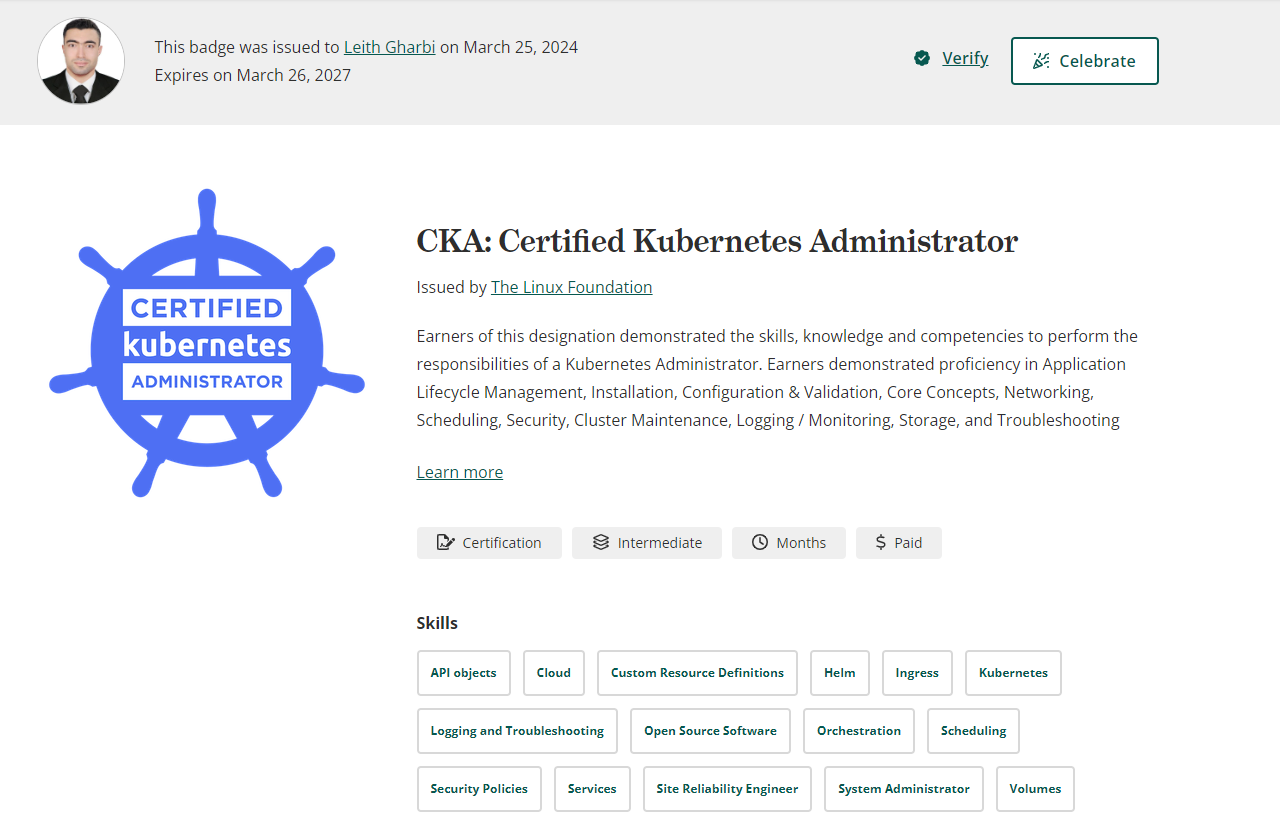 This badge was issued to Leith Gharbi on March 25, 2024
Expires on March 26, 2027
Verify
Celebrate
CERTIFIED
kubernetes
ADMINISTRATOR
CKA: Certified Kubernetes Administrator
Issued by The Linux Foundation
Earners of this designation demonstrated the skills, knowledge and competencies to perform the
responsibilities of a Kubernetes Administrator. Earners demonstrated proficiency in Application
Lifecycle Management, Installation, Configuration & Validation, Core Concepts, Networking,
Scheduling, Security, Cluster Maintenance, Logging / Monitoring, Storage, and Troubleshooting
Learn more
Certification Intermediate Months Paid
Skills
API objects Cloud Custom Resource Definitions Helm Ingress Kubernetes
Logging and Troubleshooting Open Source Software Orchestration Scheduling
Security Policies Services Site Reliability Engineer System Administrator Volumes